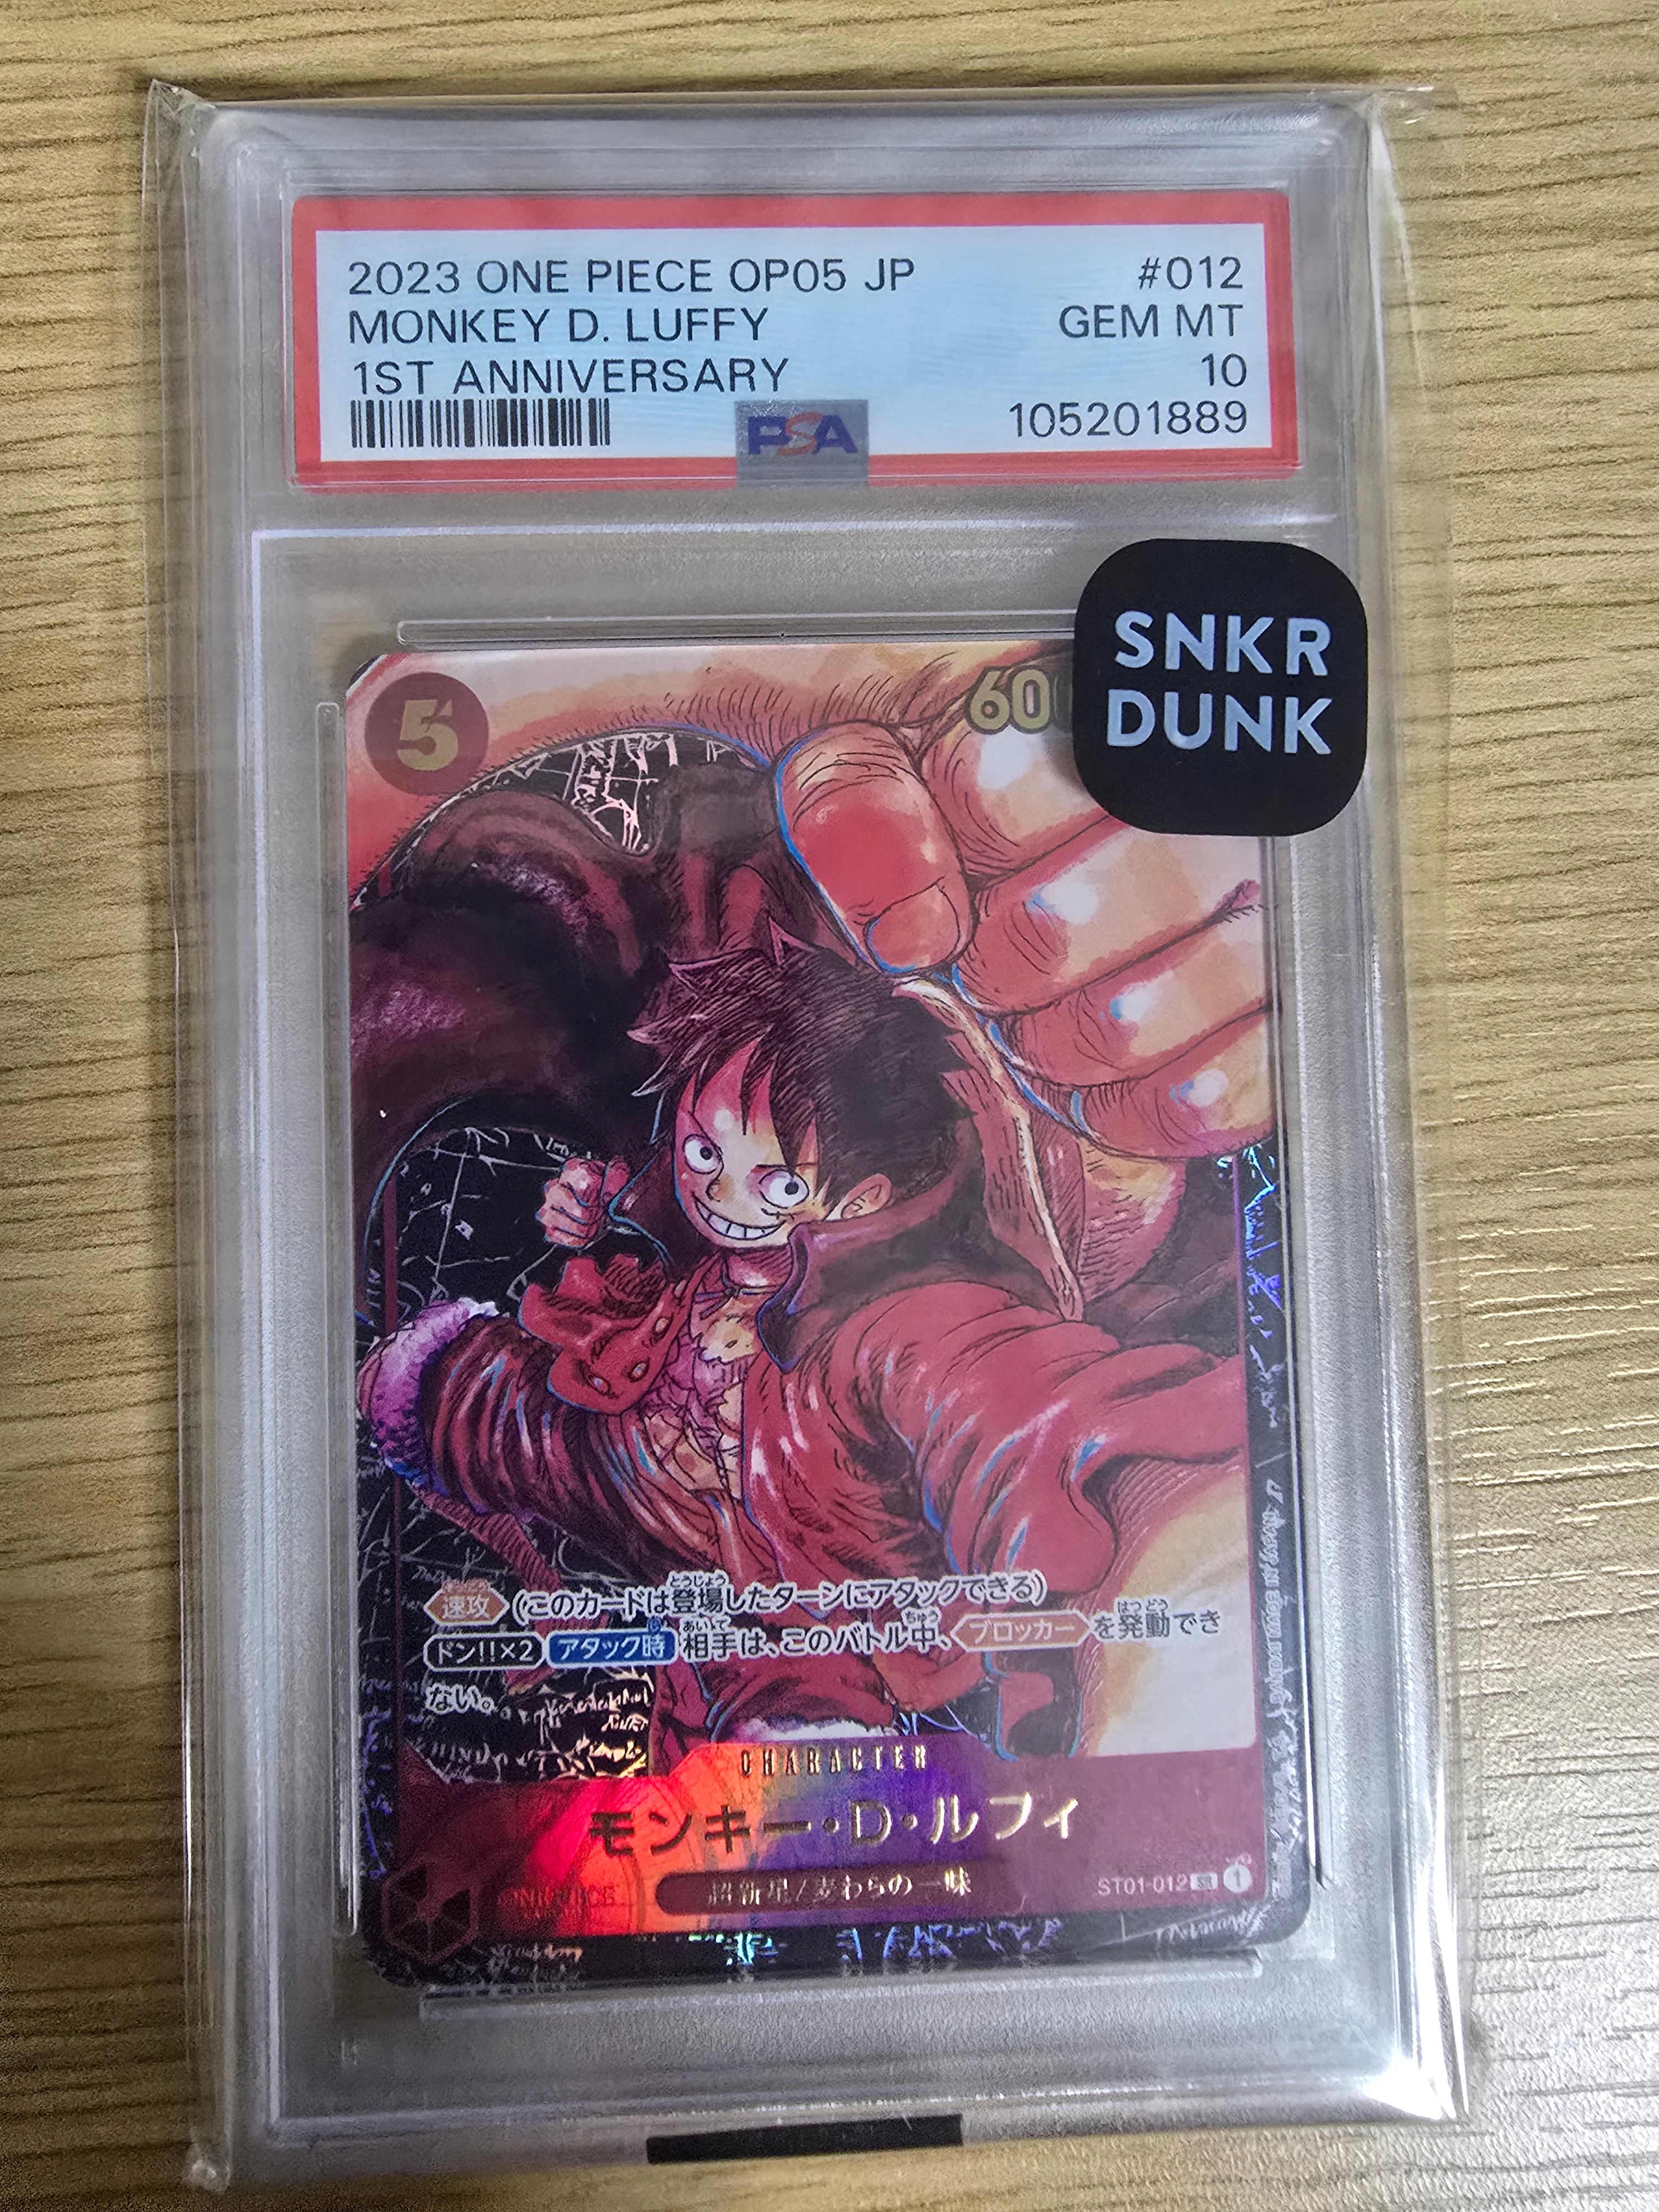 2023 ONE PIECE OP05 JP #012
MONKEY D. LUFFY GEM MT
1ST ANNIVERSARY 10
PSA 105201889
SNKR
DUNK
5 60
速攻 (このカードは登場したターンにアタックできる)
ドン!!×2 アタック時 相手は、このバトル中、ブロッカーを発動でき
ない。
CHARACTER
モンキー・D・ルフィ
超新星/麦わらの一味
ST01-012 SR 1